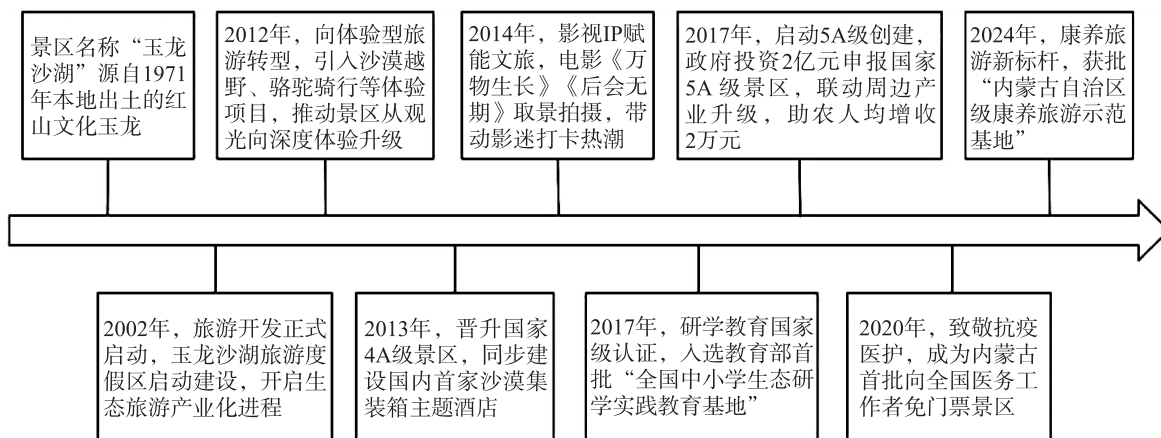 景区名称“玉龙
沙湖”源自1971
年本地出土的红
山文化玉龙
2012年，向体验型旅
游转型，引入沙漠越
野、骆驼骑行等体验
项目，推动景区从观
光向深度体验升级
2014年，影视IP赋
能文旅，电影《万
物生长》《后会无
期》取景拍摄，带
动影迷打卡热潮
2017年，启动5A级创建，
政府投资2亿元申报国家
5A 级景区，联动周边产
业升级，助农人均增收
2万元
2024年，康养旅
游新标杆，获批
“内蒙古自治区
级康养旅游示范
基地”
2002年，旅游开发正式
启动，玉龙沙湖旅游度
假区启动建设，开启生
态旅游产业化进程
2013年，晋升国家
4A级景区，同步建
设国内首家沙漠集
装箱主题酒店
2017年，研学教育国家
级认证，入选教育部首
批“全国中小学生态研
学实践教育基地”
2020年，致敬抗疫
医护，成为内蒙古
首批向全国医务工
作者免门票景区